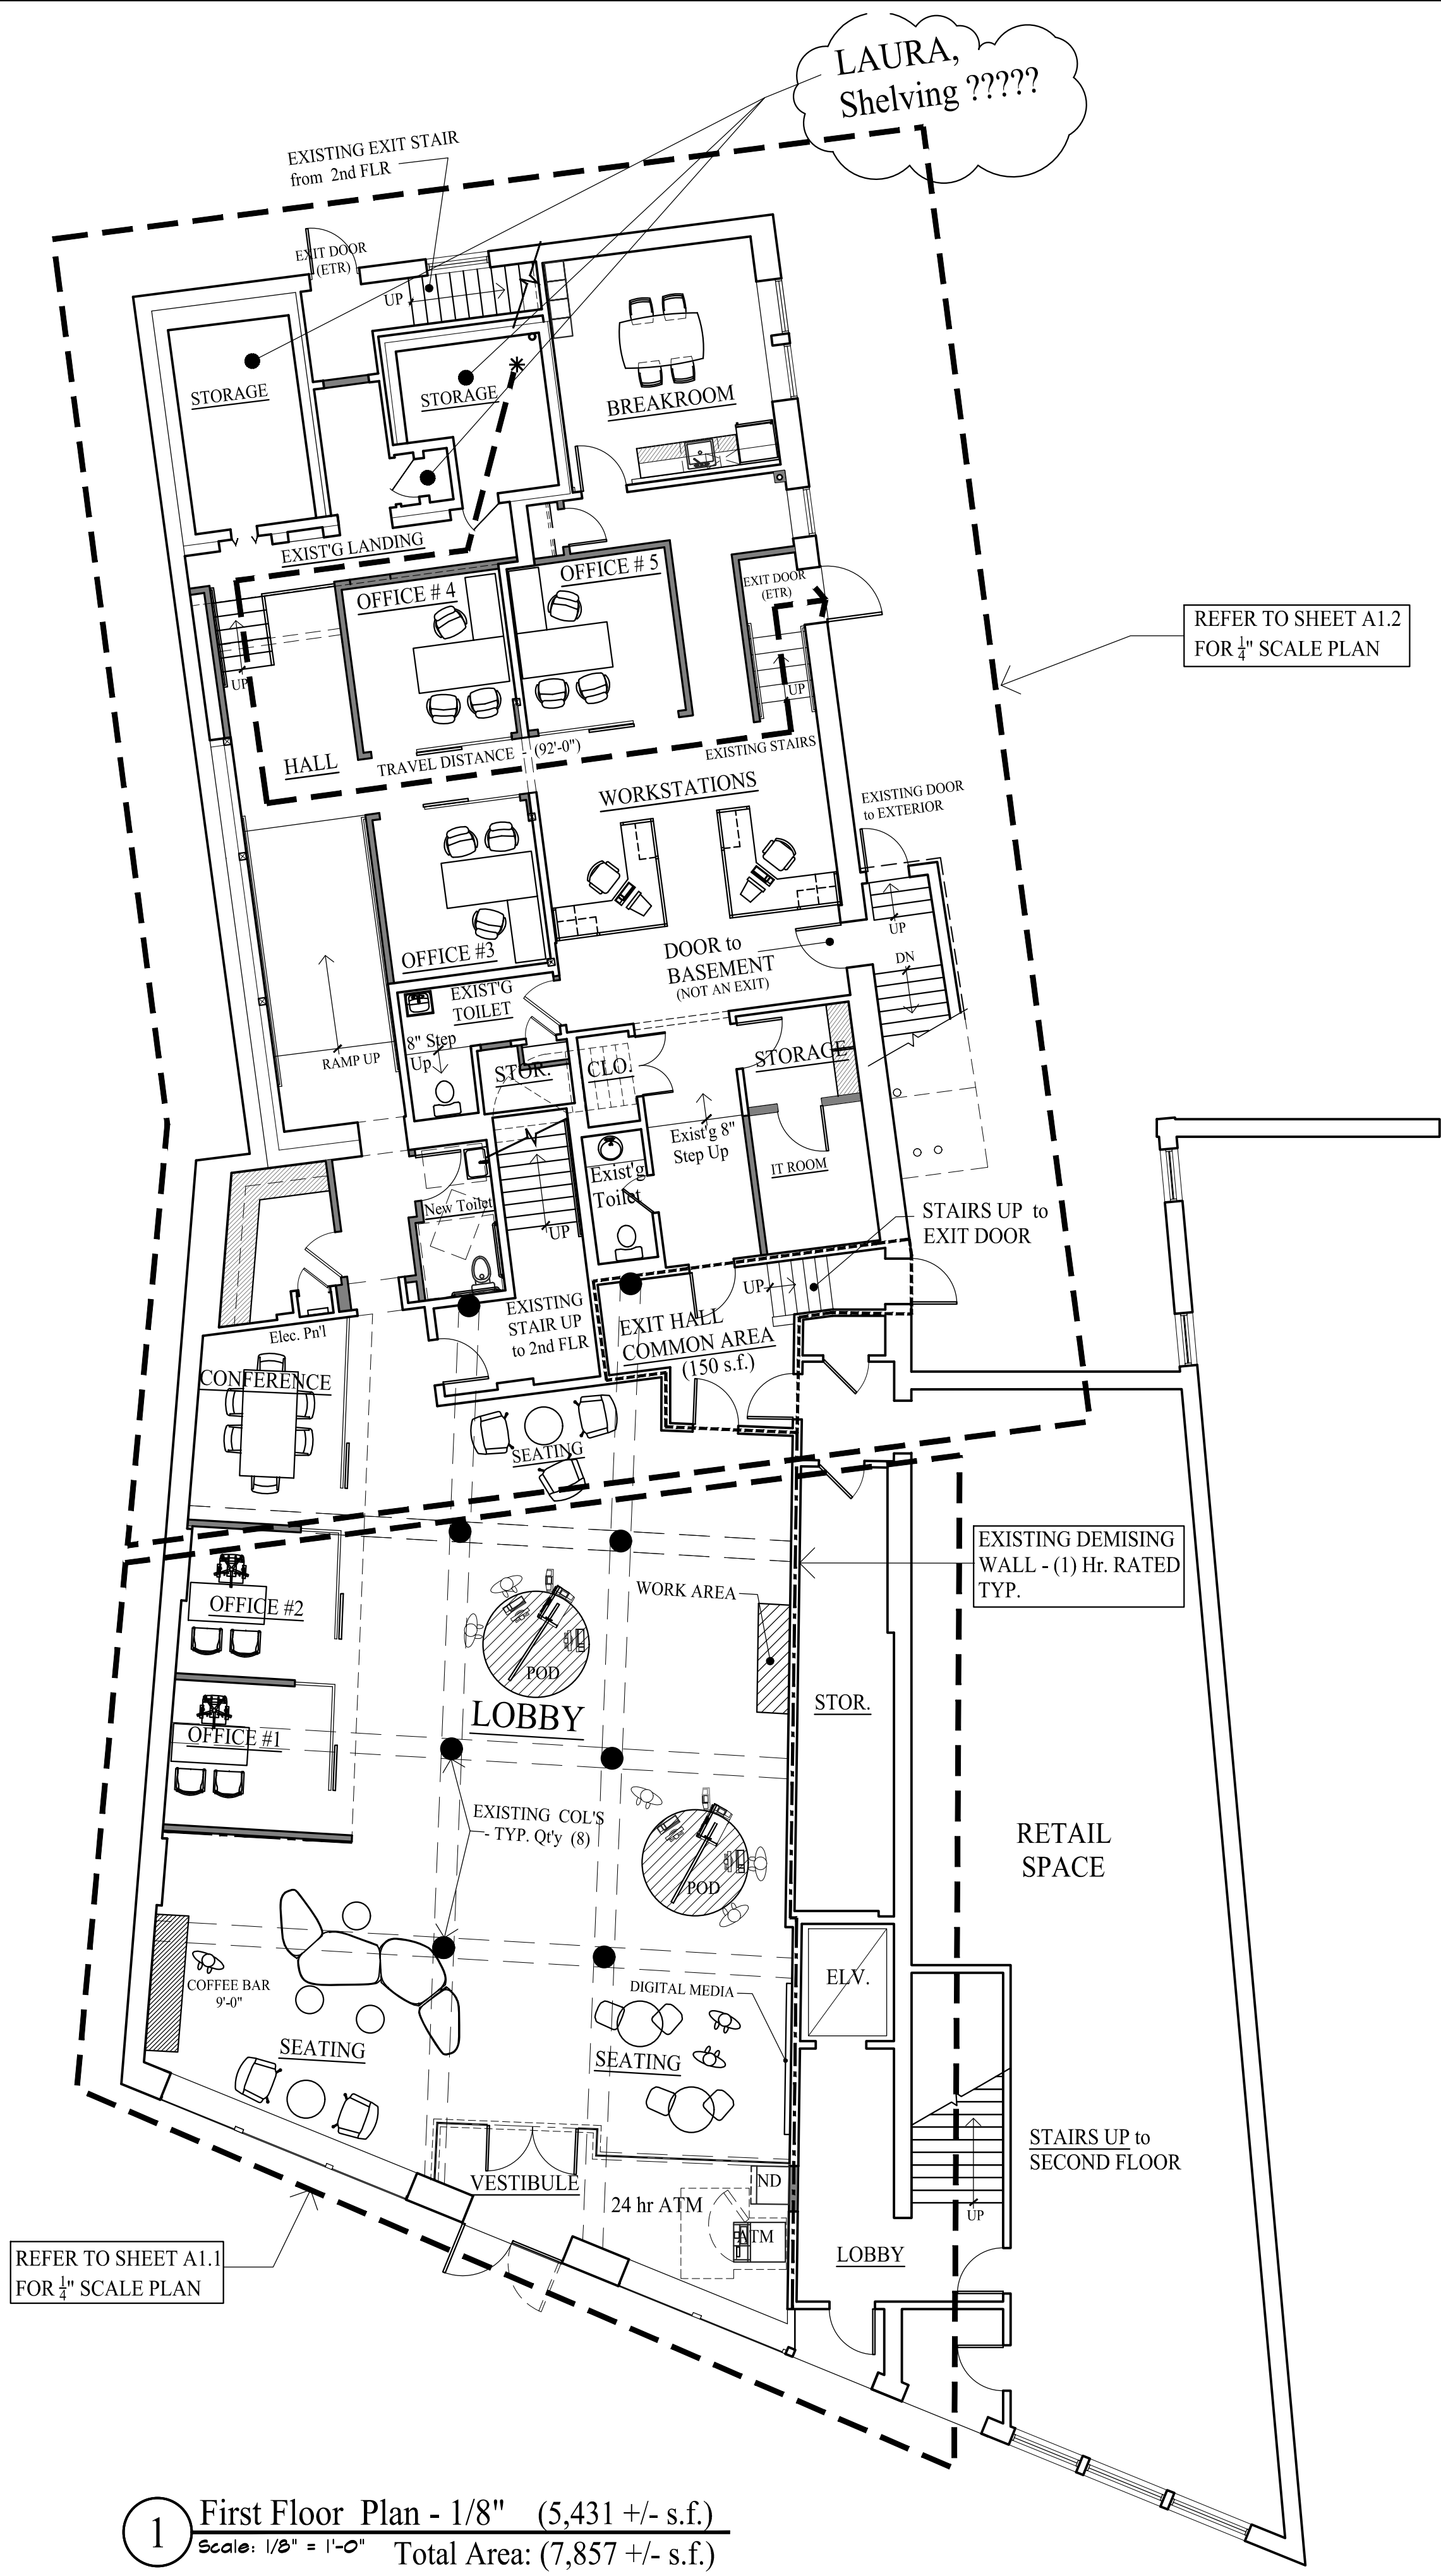 LAURA,
Shelving ?????
EXISTING EXIT STAIR
from 2nd FLR
EXIT DOOR
(ETR)
UP
STORAGE
STORAGE
BREAKROOM
EXIST'G LANDING
OFFICE # 4
OFFICE # 5
EXIT DOOR
(ETR)
UP
UP
REFER TO SHEET A1.2
FOR 1/4" SCALE PLAN
HALL
TRAVEL DISTANCE - (92'-0")
EXISTING STAIRS
WORKSTATIONS
EXISTING DOOR
to EXTERIOR
OFFICE #3
DOOR to
BASEMENT
(NOT AN EXIT)
UP
DN
EXIST'G
TOILET
8" Step
Up
RAMP UP
STOR.
CLO.
STORAGE
Exist'g 8"
Step Up
IT ROOM
Exist'g
Toilet
New Toilet
UP
STAIRS UP to
EXIT DOOR
UP
EXISTING
STAIR UP
to 2nd FLR
EXIT HALL
COMMON AREA
(150 s.f.)
Elec. Pn'l
CONFERENCE
SEATING
EXISTING DEMISING
WALL - (1) Hr. RATED
TYP.
WORK AREA
OFFICE #2
POD
LOBBY
STOR.
OFFICE #1
EXISTING COL'S
- TYP. Qt'y (8)
RETAIL
SPACE
POD
COFFEE BAR
9'-0"
DIGITAL MEDIA
ELV.
SEATING
SEATING
STAIRS UP to
SECOND FLOOR
VESTIBULE
ND
24 hr ATM
ATM
UP
LOBBY
REFER TO SHEET A1.1
FOR 1/4" SCALE PLAN
1
First Floor Plan - 1/8" (5,431 +/- s.f.)
Scale: 1/8" = 1'-0" Total Area: (7,857 +/- s.f.)